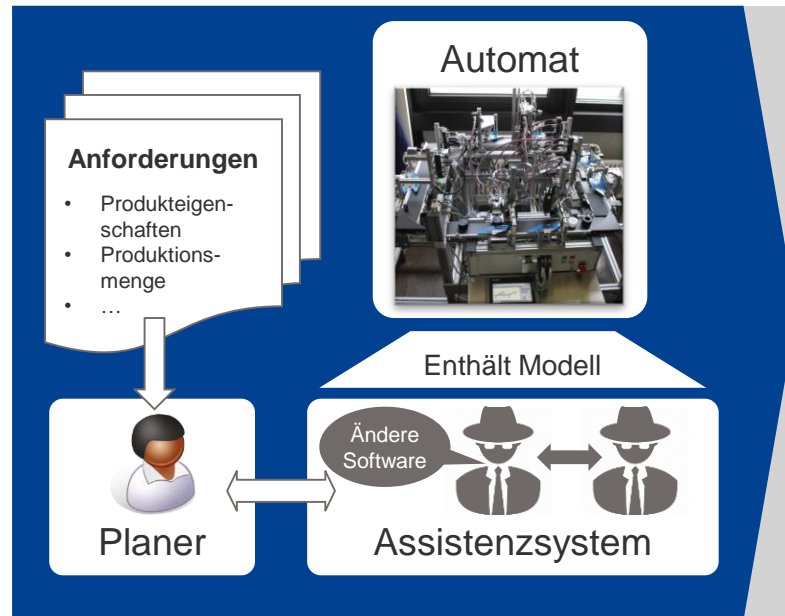 Automat
Anforderungen
• Produkteigen-
schaften
• Produktions-
menge
• …
Enthält Modell
Ändere
Software
Planer
Assistenzsystem